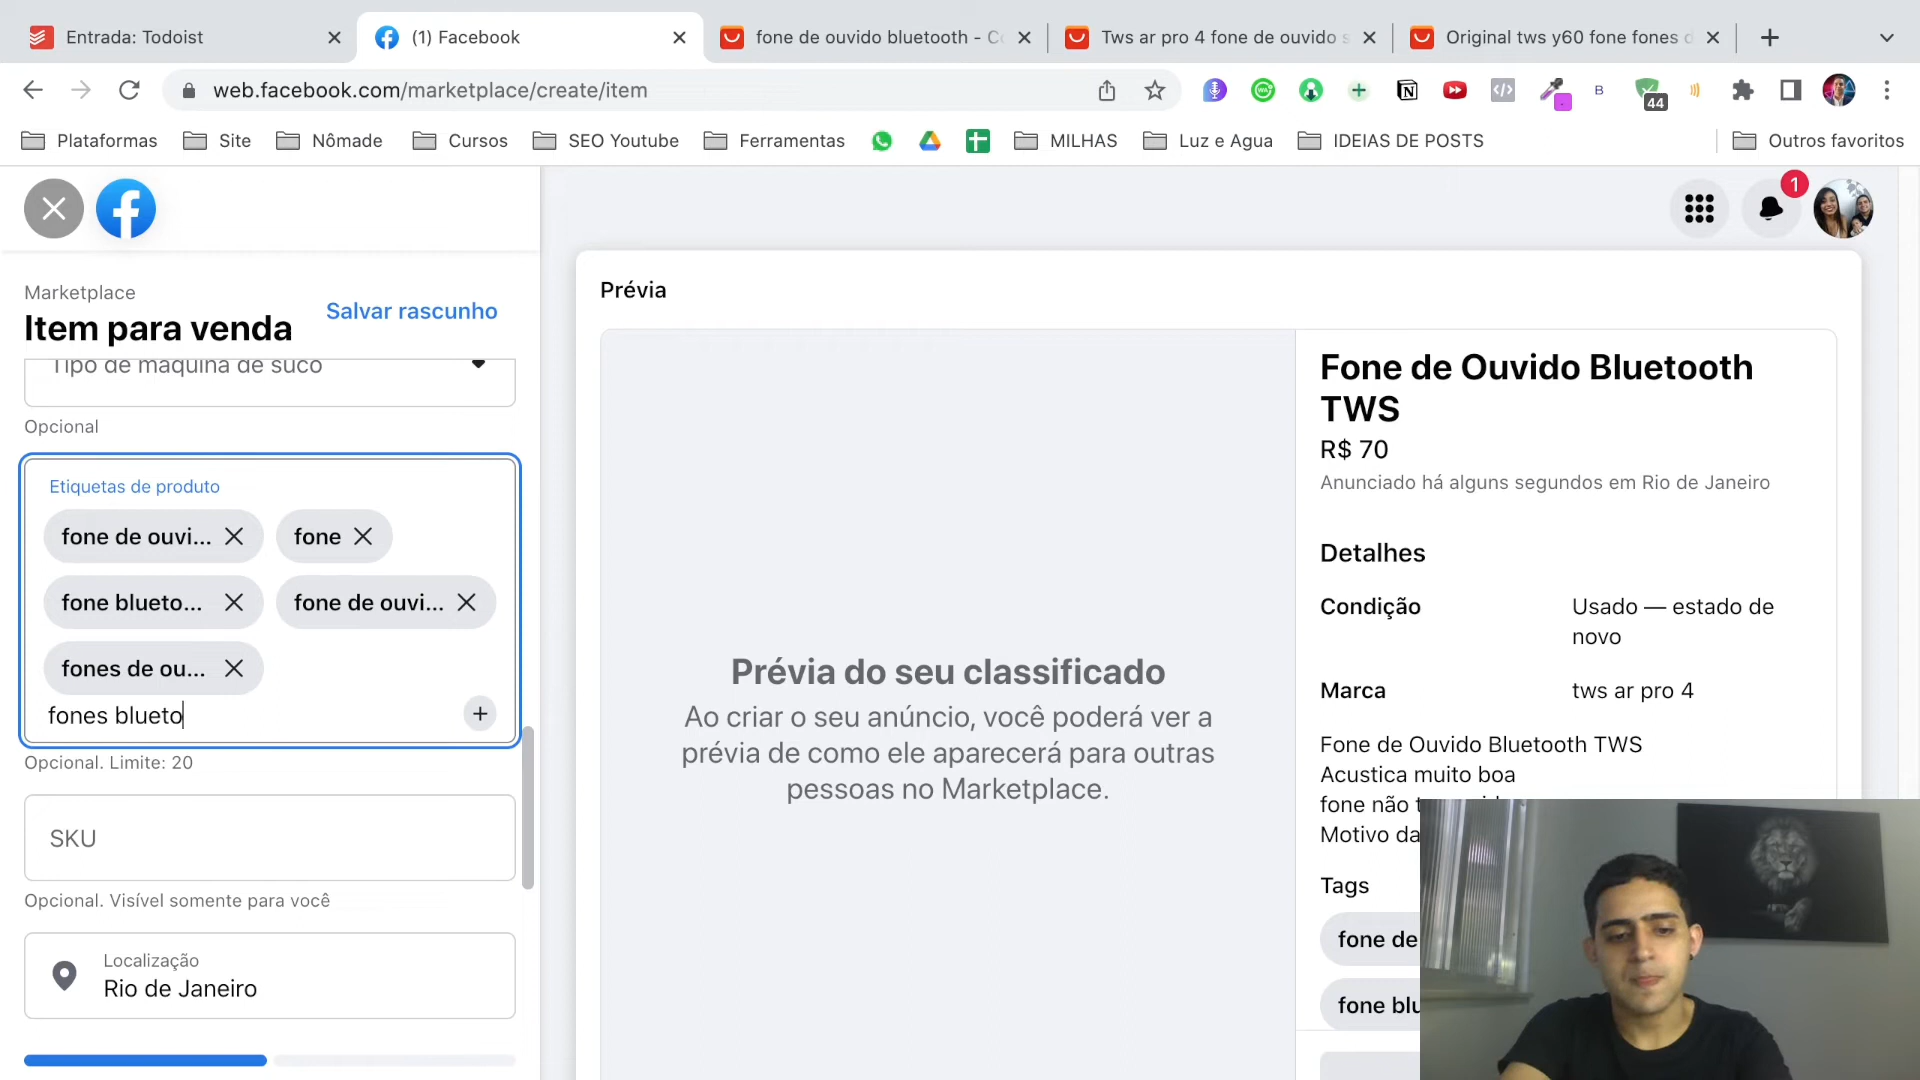 Entrada: Todoist
(1) Facebook
fone de ouvido bluetooth - C
Tws ar pro 4 fone de ouvido s
Original tws y60 fone fones d
web.facebook.com/marketplace/create/item
44
Plataformas
Site
Nômade
Cursos
SEO Youtube
Ferramentas
MILHAS
Luz e Agua
IDEIAS DE POSTS
Outros favoritos
1
Marketplace
Item para venda
Salvar rascunho
Tipo de máquina de suco
Opcional
Etiquetas de produto
fone de ouvi...
fone
fone blueto...
fone de ouvi...
fones de ou...
fones blueto
Opcional. Limite: 20
SKU
Opcional. Visível somente para você
Localização
Rio de Janeiro
Prévia
Prévia do seu classificado
Ao criar o seu anúncio, você poderá ver a
prévia de como ele aparecerá para outras
pessoas no Marketplace.
Fone de Ouvido Bluetooth
TWS
R$ 70
Anunciado há alguns segundos em Rio de Janeiro
Detalhes
Condição
Usado — estado de
novo
Marca
tws ar pro 4
Fone de Ouvido Bluetooth TWS
Acustica muito boa
fone não
Motivo da
Tags
fone de
fone blu